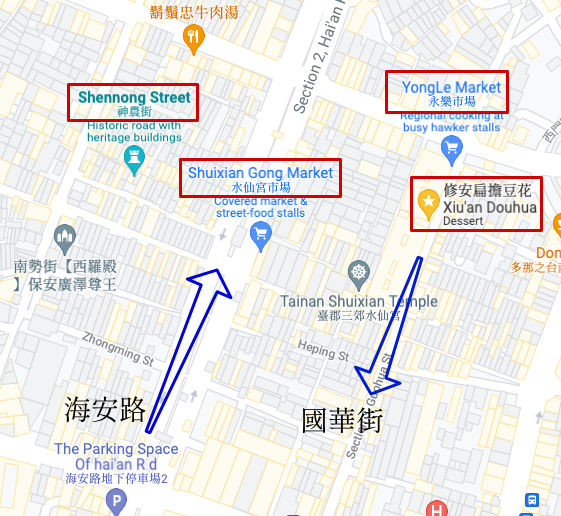 鬍鬚忠牛肉湯
Section 2, Hai'an R
Shennong Street
神農街
Historic road with
heritage buildings
YongLe Market
永樂市場
Regional cooking at
busy hawker stalls
西門
Shuixian Gong Market
水仙宮市場
Covered market &
street-food stalls
修安扁擔豆花
Xiu'an Douhua
Dessert
南勢街【西羅殿
】保安廣澤尊王
Don
多那之台南
Tainan Shuixian Temple
臺郡三郊水仙宮
Zhongming St
Heping St
Guohua St
海安路
國華街
The Parking Space
Of hai'an R d
海安路地下停車場2
P
H